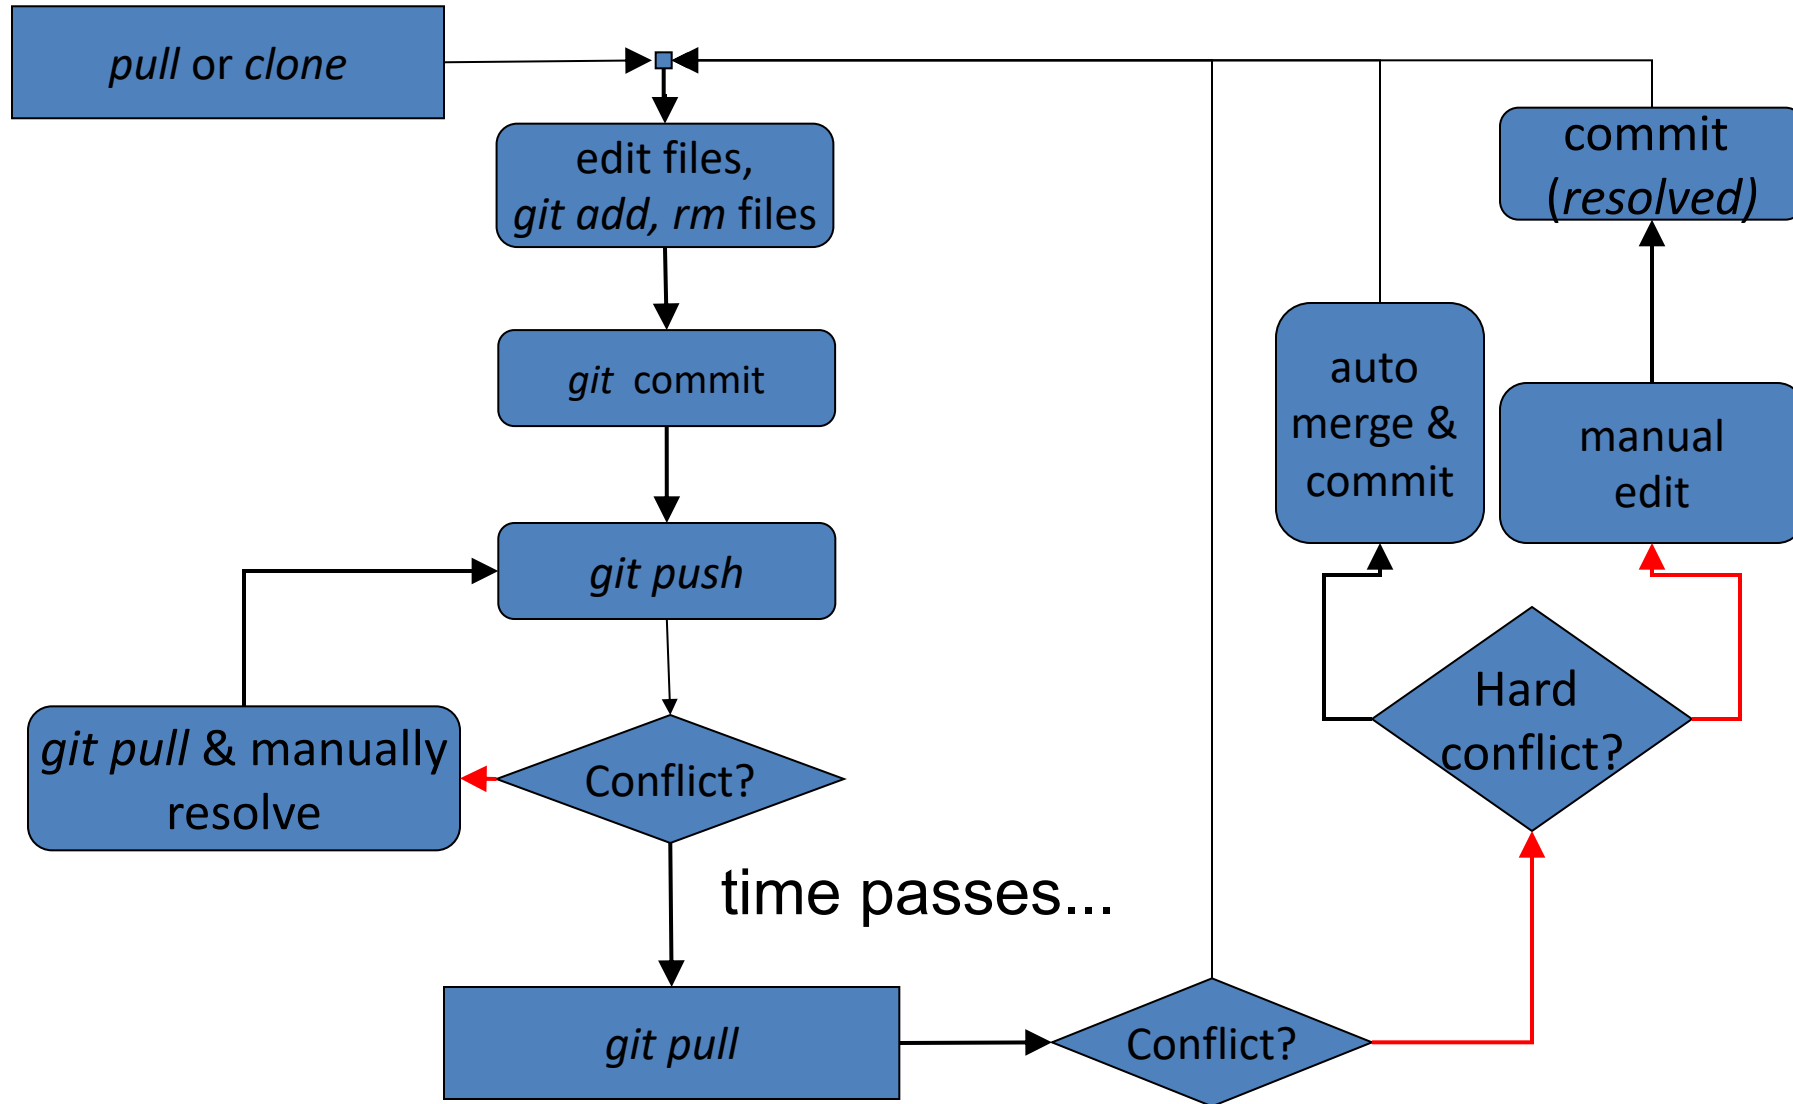 pull or clone
edit files,
git add, rm files
git commit
git push
git pull & manually
resolve
Conflict?
time passes...
git pull
Conflict?
Hard
conflict?
auto
merge &
commit
manual
edit
commit
(resolved)